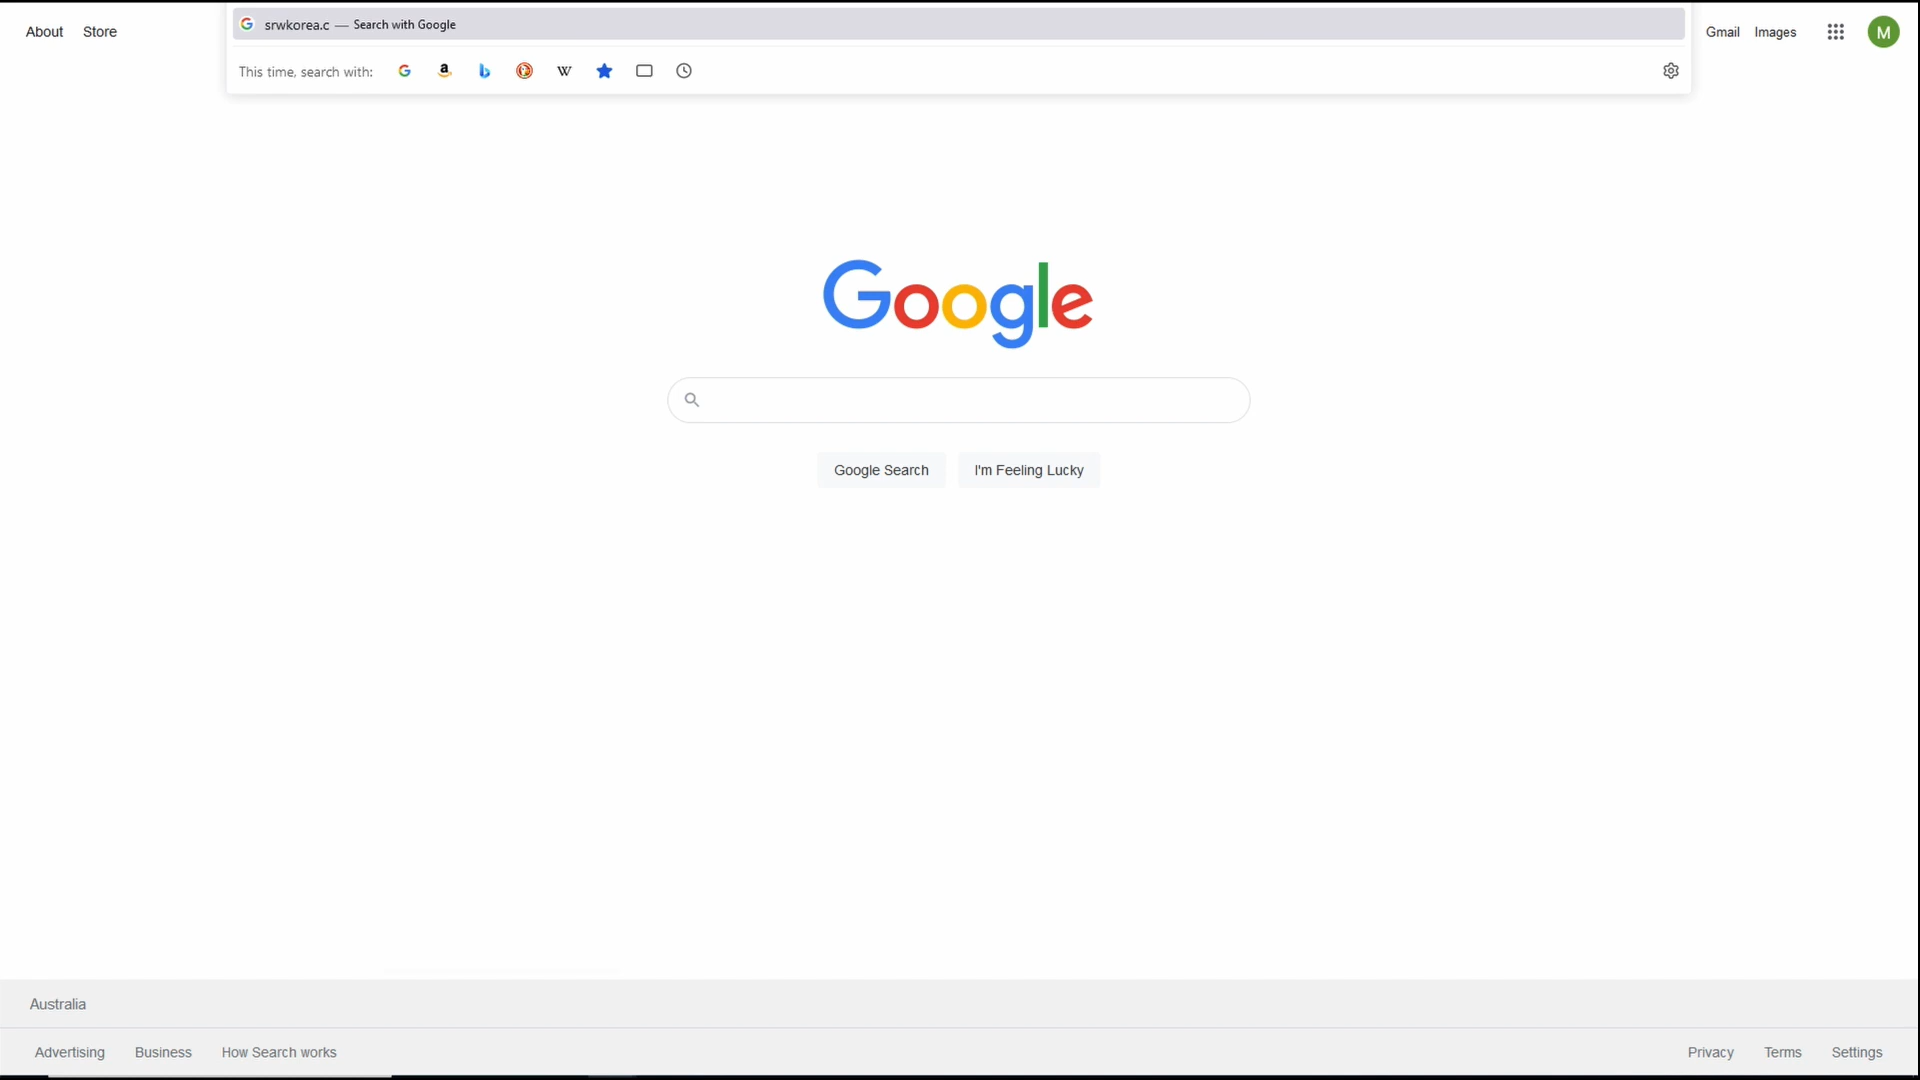 About Store
srwkorea.c — Search with Google
Gmail Images
M
This time, search with:
Google
Google Search I'm Feeling Lucky
Australia
Advertising Business How Search works
Privacy Terms Settings